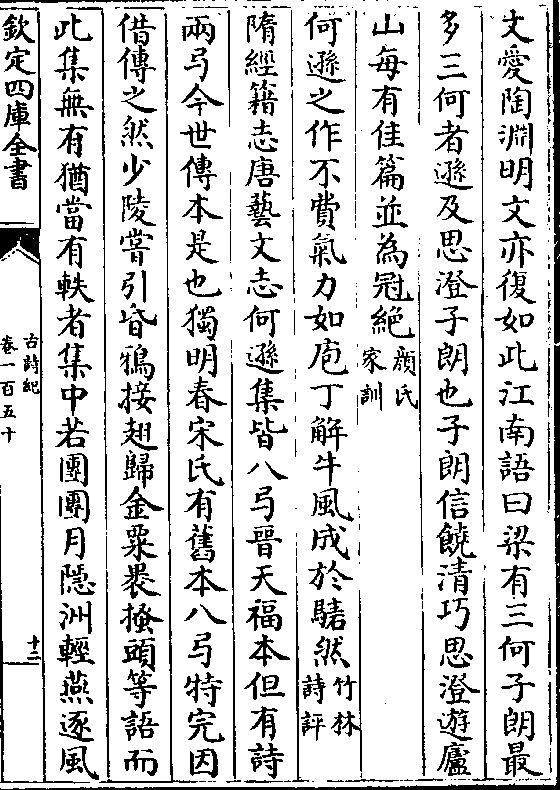 文愛陶淵明文亦復如此江南語曰梁有三何子朗最
多三何者遜及思澄子朗也子朗信饒清巧思澄遊廬
山每有佳篇並為冠絶顔氏家訓
何遜之作不費氣力如庖丁解牛風成於騞然竹林詩評
隋經籍志唐藝文志何遜集皆八弓晉天福本但有詩
兩弓今世傳本是也獨明春宋氏有舊本八弓特完因
借傳之然少陵嘗引昏鴉接翅歸金粟裹搔頭等語而
此集無有猶當有軼者集中若團團月隠洲輕燕逐風
欽定四庫全書
古詩紀
卷一百五十
十二